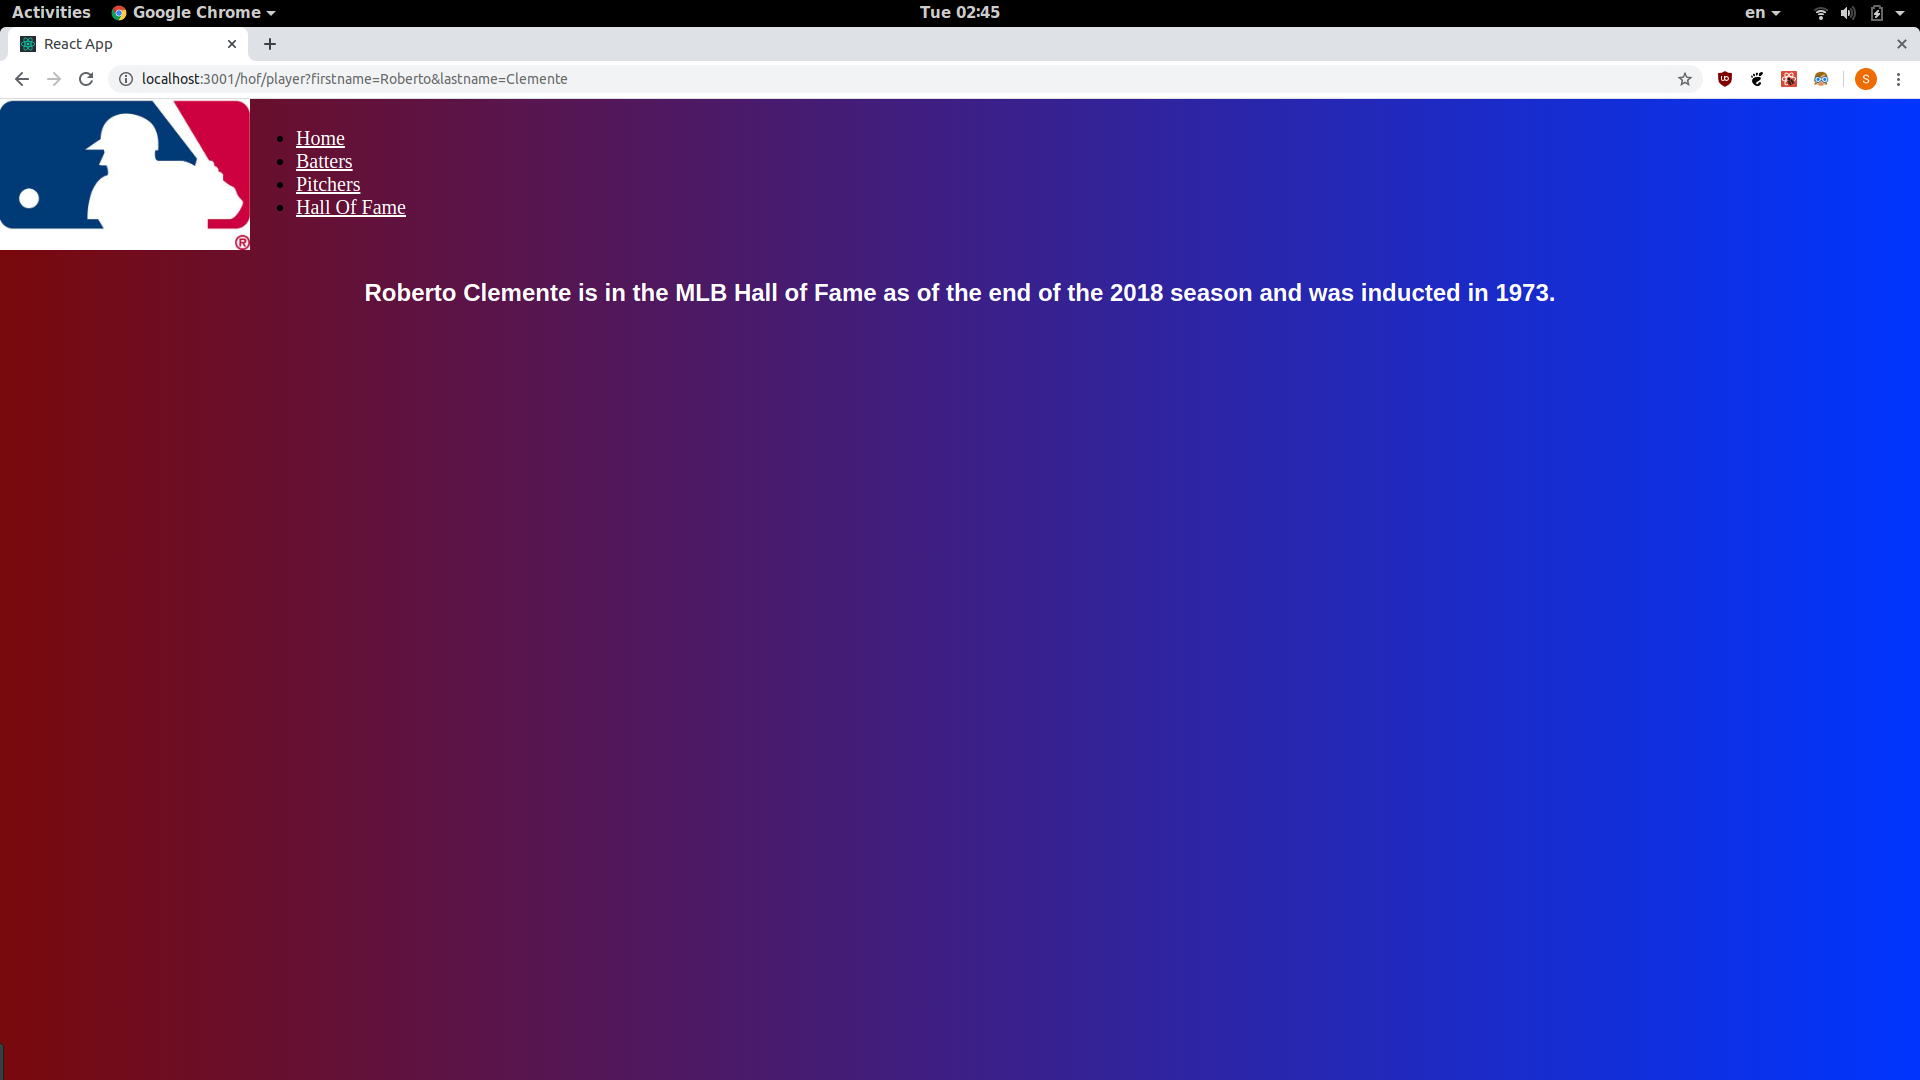 Activities Google Chrome Tue 02:45 en
React App
localhost:3001/hof/player?firstname=Roberto&lastname=Clemente S
Home
Batters
Pitchers
Hall Of Fame
®
Roberto Clemente is in the MLB Hall of Fame as of the end of the 2018 season and was inducted in 1973.